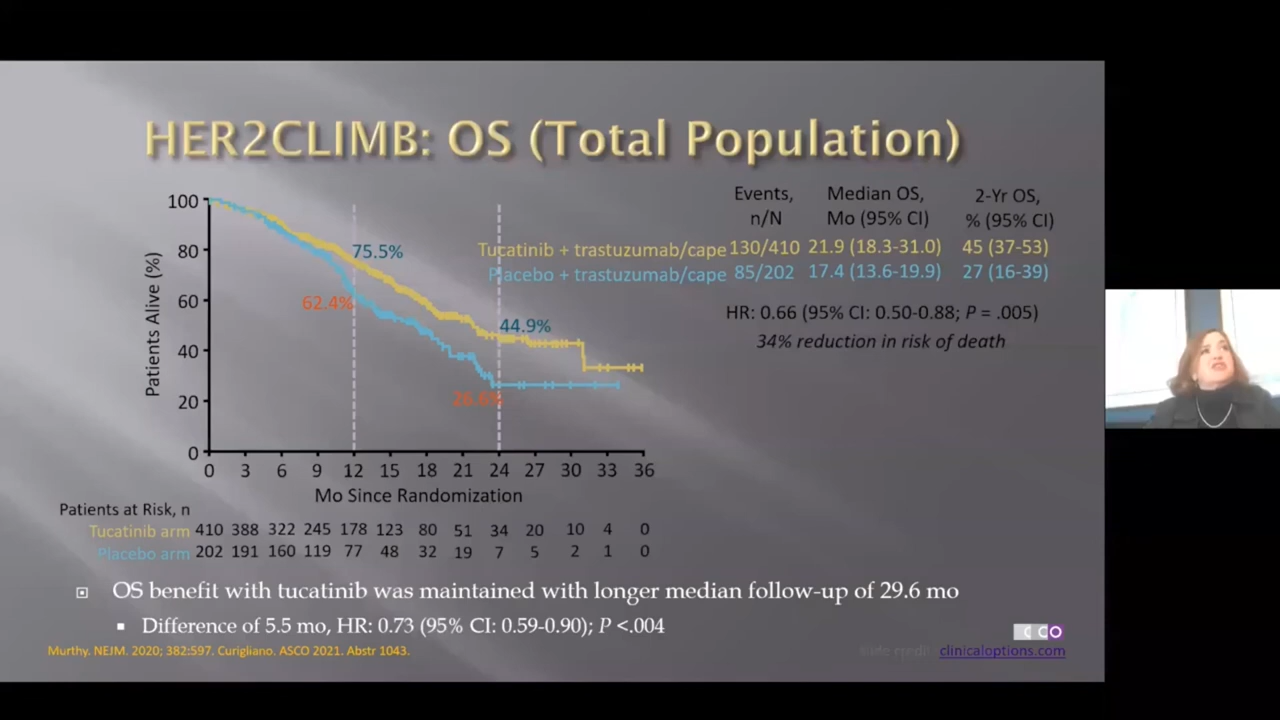 HER2CLIMB: OS (Total Population)
Events, n/N
Median OS, Mo (95% CI)
2-Yr OS, % (95% CI)
Tucatinib + trastuzumab/cape 130/410 21.9 (18.3-31.0) 45 (37-53)
Placebo + trastuzumab/cape 85/202 17.4 (13.6-19.9) 27 (16-39)
HR: 0.66 (95% CI: 0.50-0.88; P = .005)
34% reduction in risk of death
Patients Alive (%)
100
80
60
40
20
0
75.5%
62.4%
44.9%
26.6%
0 3 6 9 12 15 18 21 24 27 30 33 36
Mo Since Randomization
Patients at Risk, n
Tucatinib arm 410 388 322 245 178 123 80 51 34 20 10 4 0
Placebo arm 202 191 160 119 77 48 32 19 7 5 2 1 0
OS benefit with tucatinib was maintained with longer median follow-up of 29.6 mo
Difference of 5.5 mo, HR: 0.73 (95% CI: 0.59-0.90); P <.004
CCO
Murthy. NEJM. 2020; 382:597. Curigliano. ASCO 2021. Abstr 1043.
slide credit clinicaloptions.com